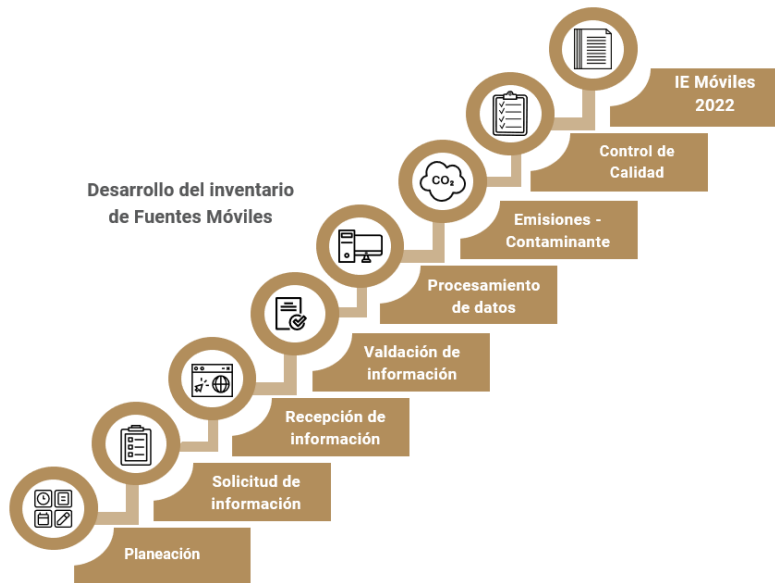 IE Móviles
2022
Control de
Calidad
Desarrollo del inventario
de Fuentes Móviles
CO₂
Emisiones -
Contaminante
Procesamiento
de datos
Valdación de
información
Recepción de
información
Solicitud de
información
Planeación